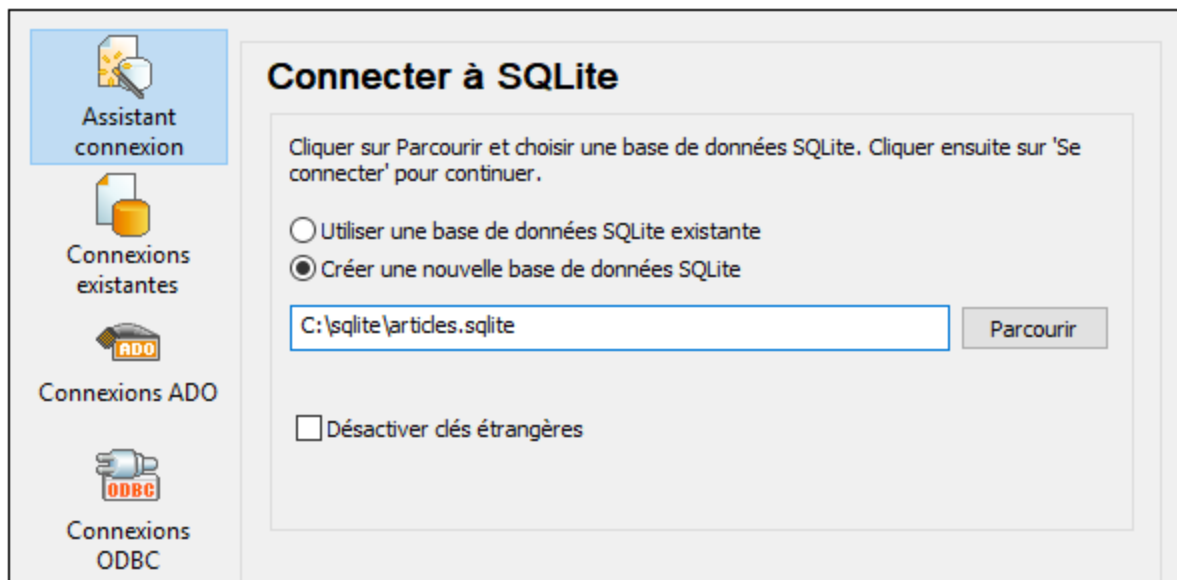 Assistant
connexion
Connexions
existantes
ADO
Connexions ADO
ODBC
Connexions
ODBC
Connecter à SQLite
Cliquer sur Parcourir et choisir une base de données SQLite. Cliquer ensuite sur 'Se
connecter' pour continuer.
Utiliser une base de données SQLite existante
Créer une nouvelle base de données SQLite
C:\sqlite\articles.sqlite
Parcourir
Désactiver clés étrangères